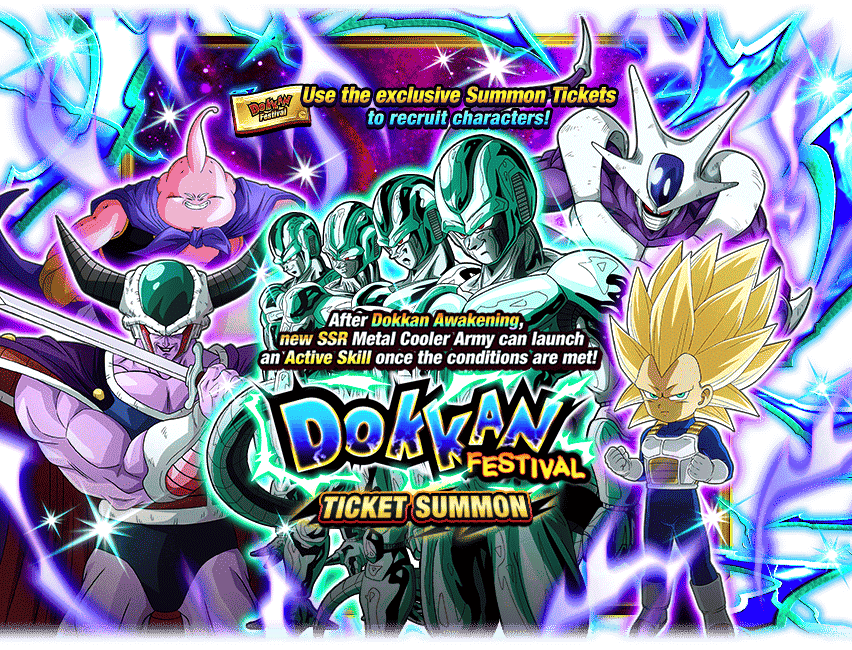 DOKKAN
Festival
Use the exclusive Summon Tickets
to recruit characters!
After Dokkan Awakening,
new SSR Metal Cooler Army can launch
an Active Skill once the conditions are met!
DOKKAN
FESTIVAL
TICKET SUMMON